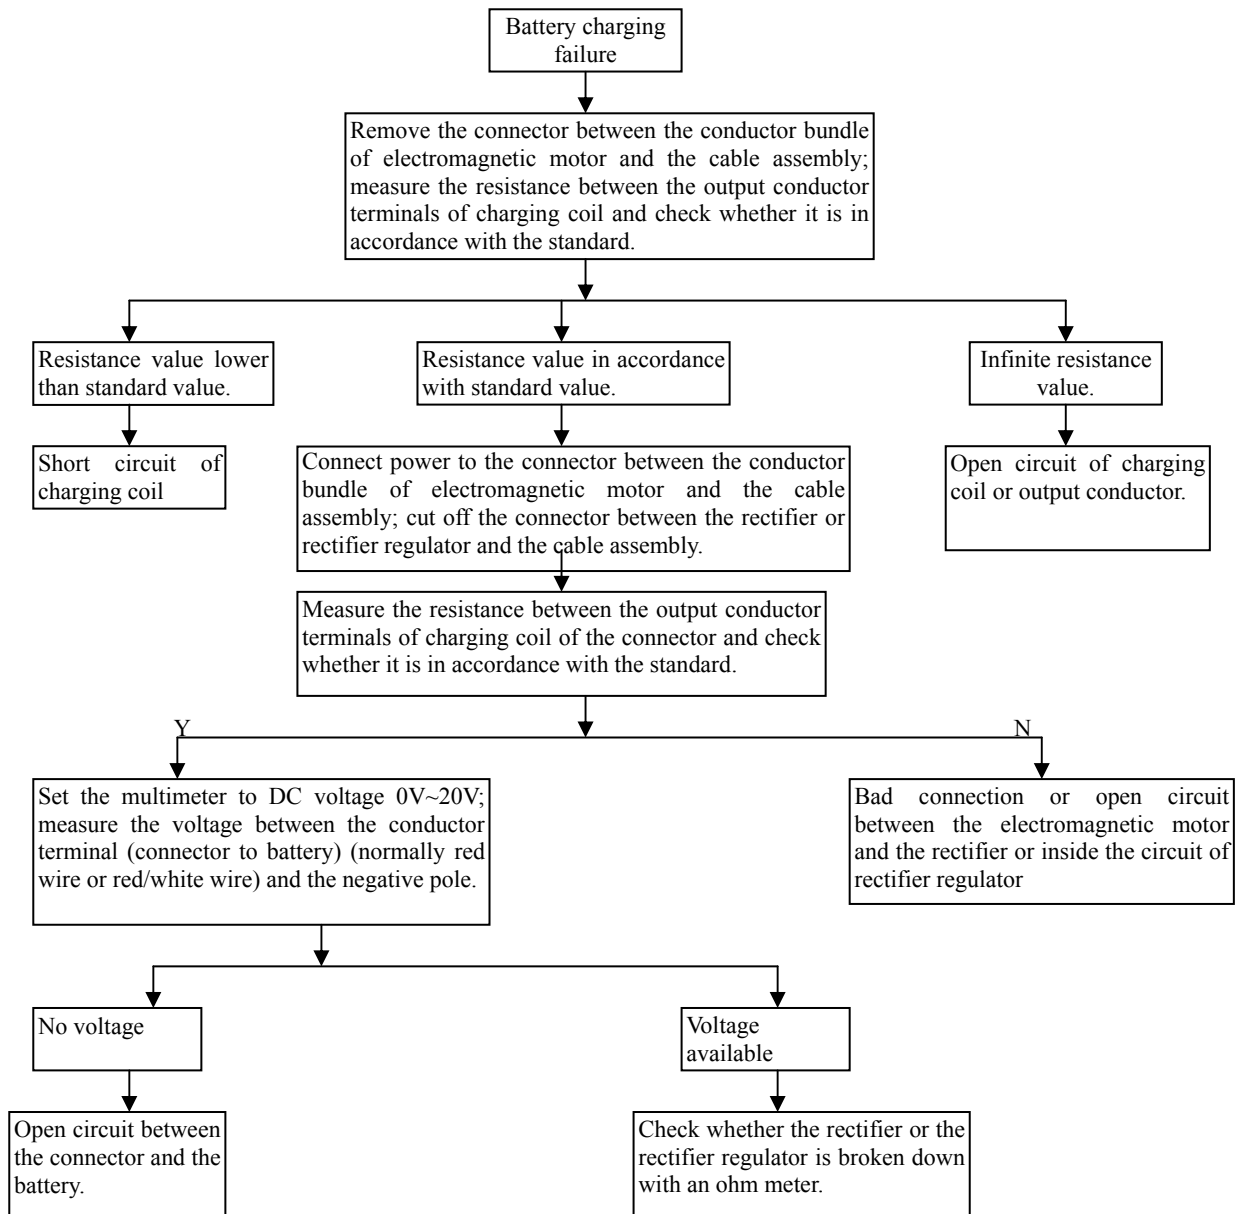 Battery charging
failure
Remove the connector between the conductor bundle
of electromagnetic motor and the cable assembly;
measure the resistance between the output conductor
terminals of charging coil and check whether it is in
accordance with the standard.
Resistance value lower
than standard value.
Resistance value in accordance
with standard value.
Infinite resistance
value.
Short circuit of
charging coil
Connect power to the connector between the conductor
bundle of electromagnetic motor and the cable
assembly; cut off the connector between the rectifier or
rectifier regulator and the cable assembly.
Open circuit of charging
coil or output conductor.
Measure the resistance between the output conductor
terminals of charging coil of the connector and check
whether it is in accordance with the standard.
Y
N
Set the multimeter to DC voltage 0V~20V;
measure the voltage between the conductor
terminal (connector to battery) (normally red
wire or red/white wire) and the negative pole.
Bad connection or open circuit
between the electromagnetic motor
and the rectifier or inside the circuit of
rectifier regulator
No voltage
Voltage
available
Open circuit between
the connector and the
battery.
Check whether the rectifier or the
rectifier regulator is broken down
with an ohm meter.